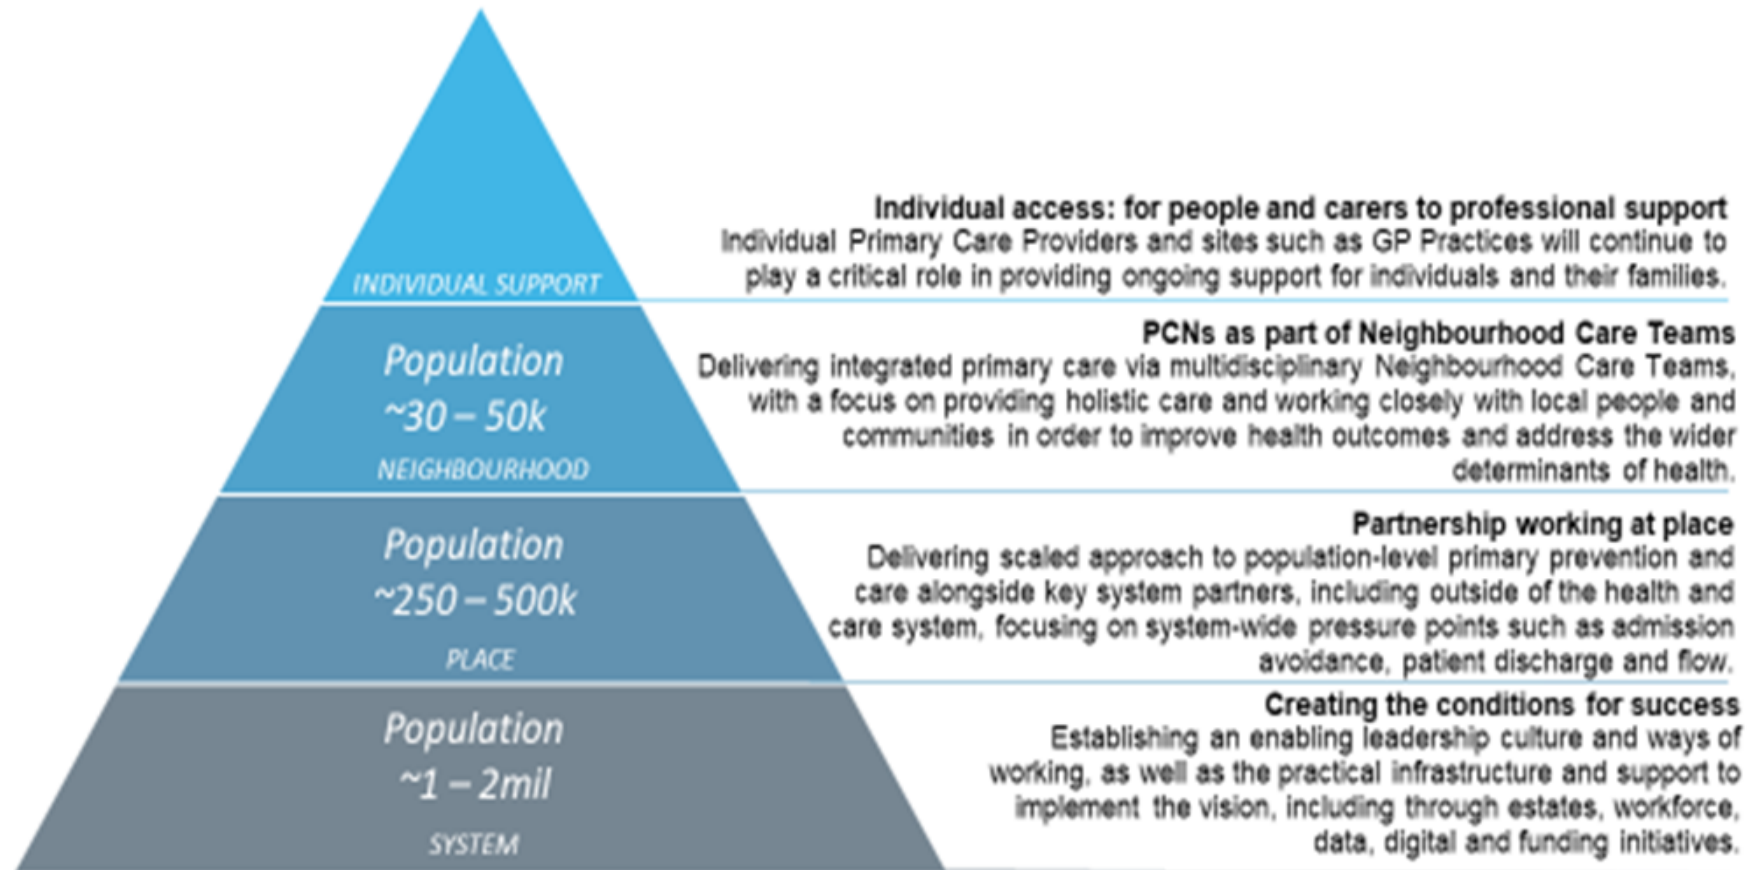 Individual access: for people and carers to professional support
Individual Primary Care Providers and sites such as GP Practices will continue to
play a critical role in providing ongoing support for individuals and their families.
INDIVIDUAL SUPPORT
PCNs as part of Neighbourhood Care Teams
Delivering integrated primary care via multidisciplinary Neighbourhood Care Teams,
with a focus on providing holistic care and working closely with local people and
communities in order to improve health outcomes and address the wider
determinants of health.
Population
~30 – 50k
NEIGHBOURHOOD
Partnership working at place
Delivering scaled approach to population-level primary prevention and
care alongside key system partners, including outside of the health and
care system, focusing on system-wide pressure points such as admission
avoidance, patient discharge and flow.
Population
~250 – 500k
PLACE
Creating the conditions for success
Establishing an enabling leadership culture and ways of
working, as well as the practical infrastructure and support to
implement the vision, including through estates, workforce,
data, digital and funding initiatives.
Population
~1 – 2mil
SYSTEM